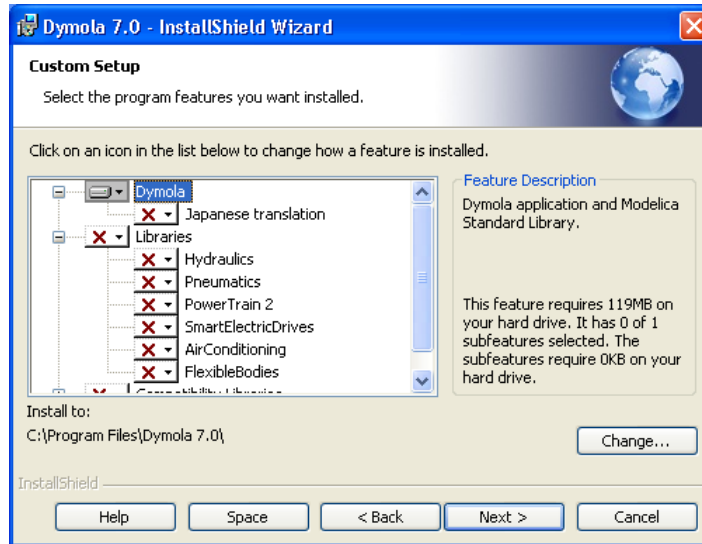 Dymola 7.0 - InstallShield Wizard
Custom Setup
Select the program features you want installed.
Click on an icon in the list below to change how a feature is installed.
Dymola
Japanese translation
Libraries
Hydraulics
Pneumatics
PowerTrain 2
SmartElectricDrives
AirConditioning
FlexibleBodies
Feature Description
Dymola application and Modelica
Standard Library.
This feature requires 119MB on
your hard drive. It has 0 of 1
subfeatures selected. The
subfeatures require 0KB on your
hard drive.
Install to:
C:\Program Files\Dymola 7.0\
Change...
InstallShield
Help
Space
< Back
Next >
Cancel